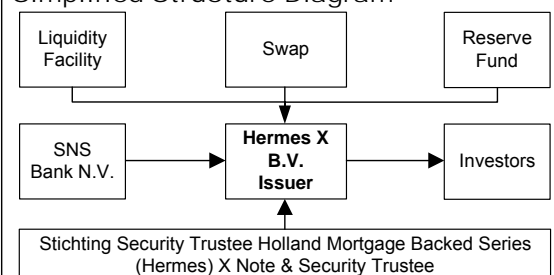 Simplified Structure Diagram
Liquidity
Facility
Swap
Reserve
Fund
SNS
Bank N.V.
Hermes X
B.V.
Issuer
Investors
Stichting Security Trustee Holland Mortgage Backed Series
(Hermes) X Note & Security Trustee